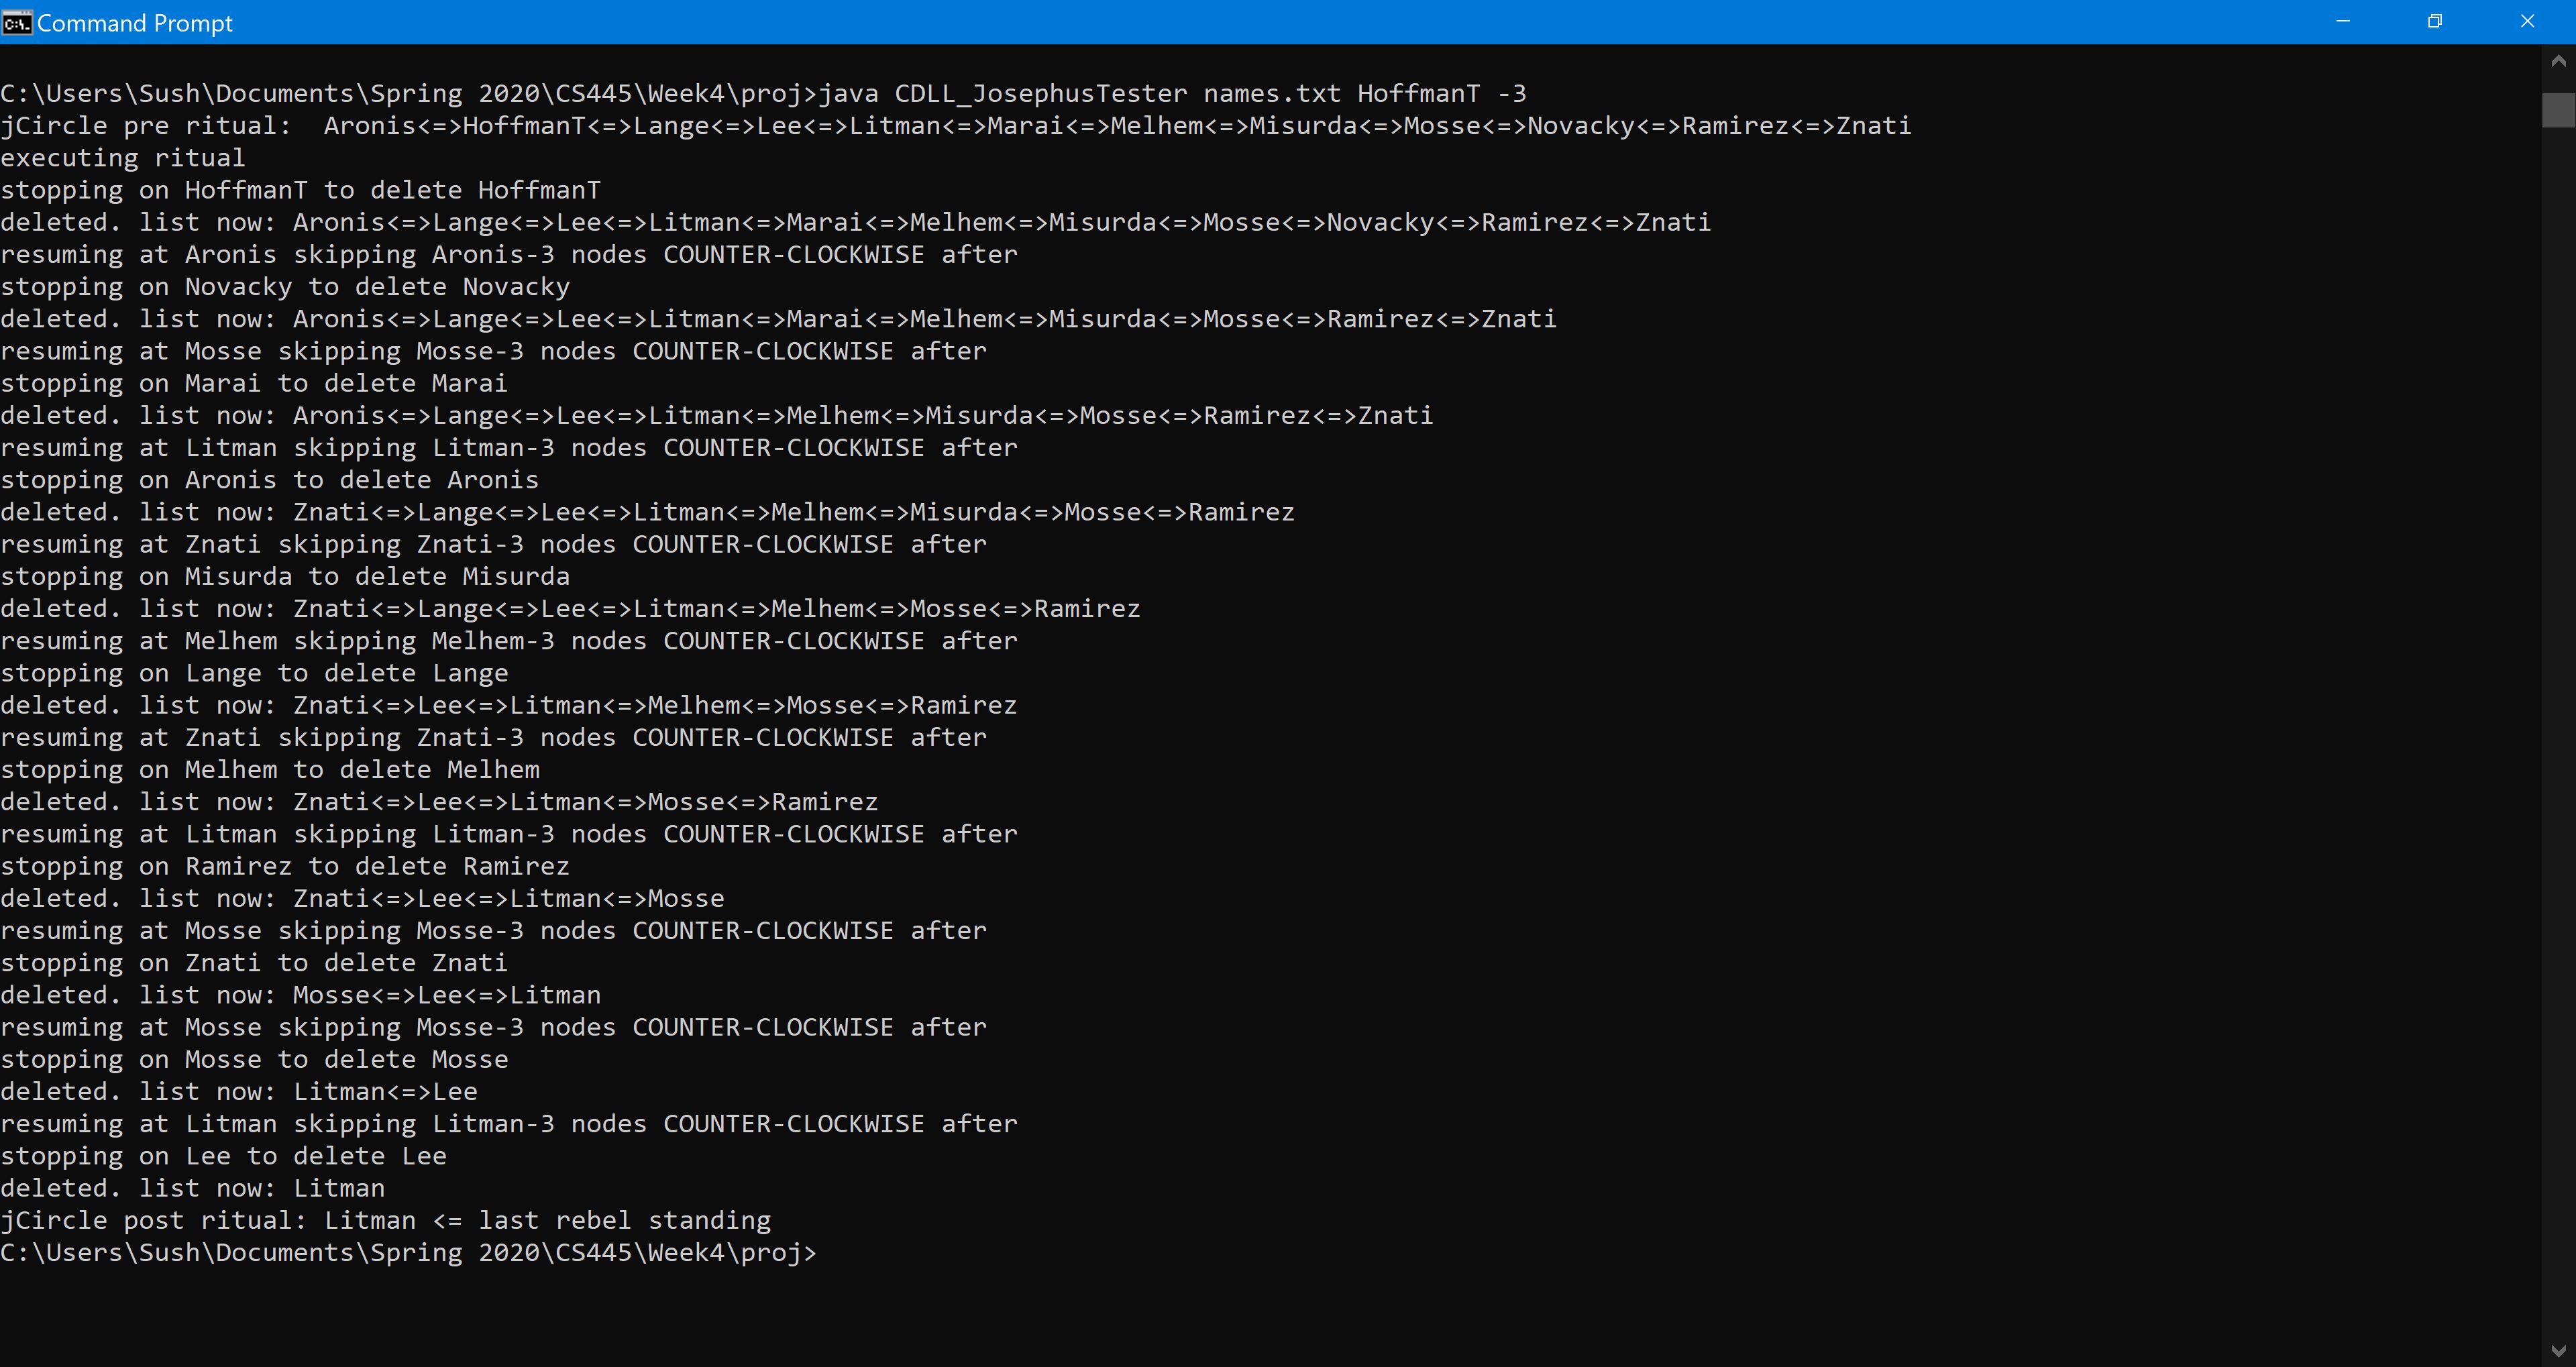 Command Prompt
C:\Users\Sush\Documents\Spring 2020\CS445\Week4\proj>java CDLL_JosephusTester names.txt HoffmanT -3
jCircle pre ritual:  Aronis<=>HoffmanT<=>Lange<=>Lee<=>Litman<=>Marai<=>Melhem<=>Misurda<=>Mosse<=>Novacky<=>Ramirez<=>Znati
executing ritual
stopping on HoffmanT to delete HoffmanT
deleted. list now: Aronis<=>Lange<=>Lee<=>Litman<=>Marai<=>Melhem<=>Misurda<=>Mosse<=>Novacky<=>Ramirez<=>Znati
resuming at Aronis skipping Aronis-3 nodes COUNTER-CLOCKWISE after
stopping on Novacky to delete Novacky
deleted. list now: Aronis<=>Lange<=>Lee<=>Litman<=>Marai<=>Melhem<=>Misurda<=>Mosse<=>Ramirez<=>Znati
resuming at Mosse skipping Mosse-3 nodes COUNTER-CLOCKWISE after
stopping on Marai to delete Marai
deleted. list now: Aronis<=>Lange<=>Lee<=>Litman<=>Melhem<=>Misurda<=>Mosse<=>Ramirez<=>Znati
resuming at Litman skipping Litman-3 nodes COUNTER-CLOCKWISE after
stopping on Aronis to delete Aronis
deleted. list now: Znati<=>Lange<=>Lee<=>Litman<=>Melhem<=>Misurda<=>Mosse<=>Ramirez
resuming at Znati skipping Znati-3 nodes COUNTER-CLOCKWISE after
stopping on Misurda to delete Misurda
deleted. list now: Znati<=>Lange<=>Lee<=>Litman<=>Melhem<=>Mosse<=>Ramirez
resuming at Melhem skipping Melhem-3 nodes COUNTER-CLOCKWISE after
stopping on Lange to delete Lange
deleted. list now: Znati<=>Lee<=>Litman<=>Melhem<=>Mosse<=>Ramirez
resuming at Znati skipping Znati-3 nodes COUNTER-CLOCKWISE after
stopping on Melhem to delete Melhem
deleted. list now: Znati<=>Lee<=>Litman<=>Mosse<=>Ramirez
resuming at Litman skipping Litman-3 nodes COUNTER-CLOCKWISE after
stopping on Ramirez to delete Ramirez
deleted. list now: Znati<=>Lee<=>Litman<=>Mosse
resuming at Mosse skipping Mosse-3 nodes COUNTER-CLOCKWISE after
stopping on Znati to delete Znati
deleted. list now: Mosse<=>Lee<=>Litman
resuming at Mosse skipping Mosse-3 nodes COUNTER-CLOCKWISE after
stopping on Mosse to delete Mosse
deleted. list now: Litman<=>Lee
resuming at Litman skipping Litman-3 nodes COUNTER-CLOCKWISE after
stopping on Lee to delete Lee
deleted. list now: Litman
jCircle post ritual: Litman <= last rebel standing
C:\Users\Sush\Documents\Spring 2020\CS445\Week4\proj>